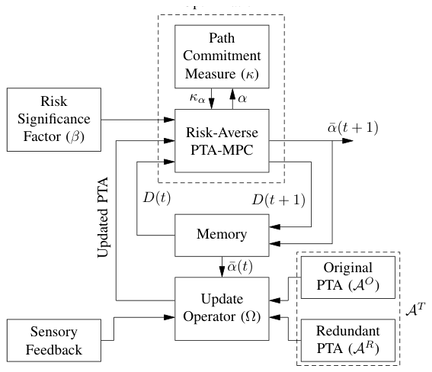 Path
Commitment
Measure (κ)
κ_α
α
Risk
Significance
Factor (β)
Risk-Averse
PTA-MPC
ᾱ(t+1)
Updated PTA
D(t)
D(t+1)
Memory
ᾱ(t)
Original
PTA (𝒜^O)
Update
Operator (Ω)
𝒜^T
Sensory
Feedback
Redundant
PTA (𝒜^R)